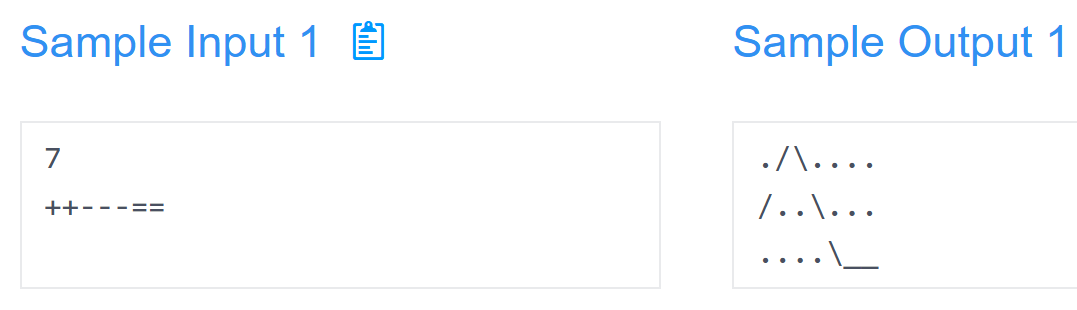 Sample Input 1
7
++---==
Sample Output 1
./\....
/..\...
....\__